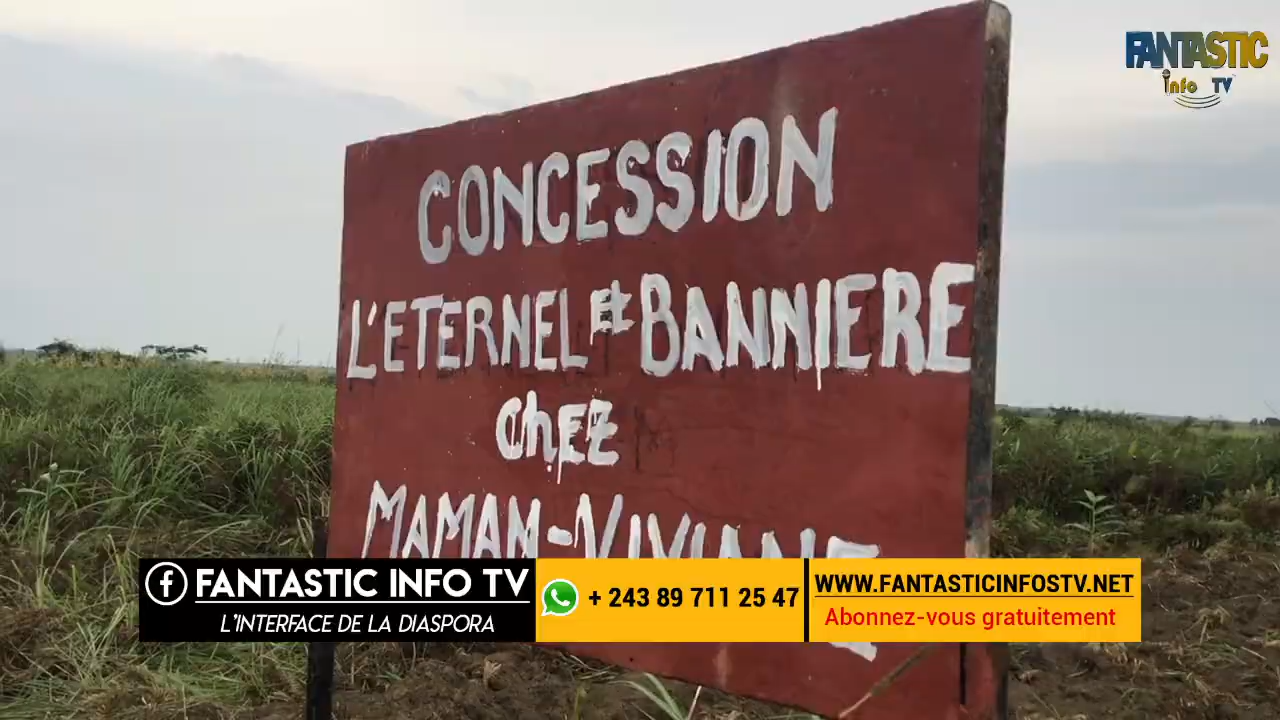 FANTASTIC
info TV
CONCESSION
L'ETERNEL Et BANNIERE
chez
MAMAN-VIVIANE
FANTASTIC INFO TV
L'INTERFACE DE LA DIASPORA
+ 243 89 711 25 47
WWW.FANTASTICINFOSTV.NET
Abonnez-vous gratuitement